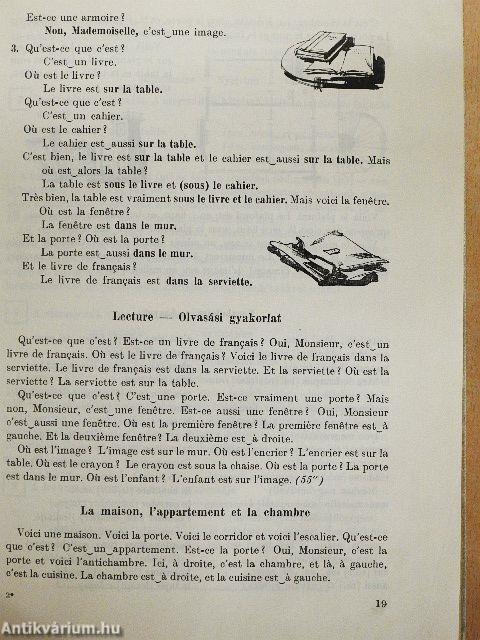 Est-ce une armoire?
Non, Mademoiselle, c'est‿une image.
3. Qu'est-ce que c'est?
C'est‿un livre.
Où est le livre?
Le livre est sur la table.
Qu'est-ce que c'est?
C'est‿un cahier.
Où est le cahier?
Le cahier est‿aussi sur la table.
C'est bien, le livre est sur la table et le cahier est‿aussi sur la table. Mais
où est‿alors la table?
La table est sous le livre et (sous) le cahier.
Très bien, la table est vraiment sous le livre et le cahier. Mais voici la fenêtre.
Où est la fenêtre?
La fenêtre est dans le mur.
Et la porte? Où est la porte?
La porte est‿aussi dans le mur.
Et le livre de français?
Le livre de français est dans la serviette.
Lecture — Olvasási gyakorlat
Qu'est-ce que c'est? Est-ce un livre de français? Oui, Monsieur, c'est‿un
livre de français. Où est le livre de français? Voici le livre de français dans la
serviette. Le livre de français est dans la serviette. Et la serviette? Où est la
serviette? La serviette est sur la table.
Qu'est-ce que c'est? C'est‿une porte. Est-ce vraiment une porte? Mais
non, Monsieur, c'est‿une fenêtre. Est-ce aussi une fenêtre? Oui, Monsieur
c'est‿aussi une fenêtre. Où est la première fenêtre? La première fenêtre est‿à
gauche. Et la deuxième fenêtre? La deuxième est‿à droite.
Où est l'image? L'image est sur le mur. Où est l'encrier? L'encrier est sur la
table. Où est le crayon? Le crayon est sous la chaise. Où est la porte? La porte
est dans le mur. Où est l'enfant? L'enfant est sur l'image. (55")
La maison, l'appartement et la chambre
Voici une maison. Voici la porte. Voici le corridor et voici l'escalier. Qu'est-ce
que c'est? C'est‿un‿appartement. Est-ce la porte? Oui, Monsieur, c'est la
porte et voici l'antichambre. Ici, à droite, c'est la chambre, et là, à gauche,
c'est la cuisine. La chambre est‿à droite, et la cuisine est‿à gauche.
2*
19
Antikvárium.hu